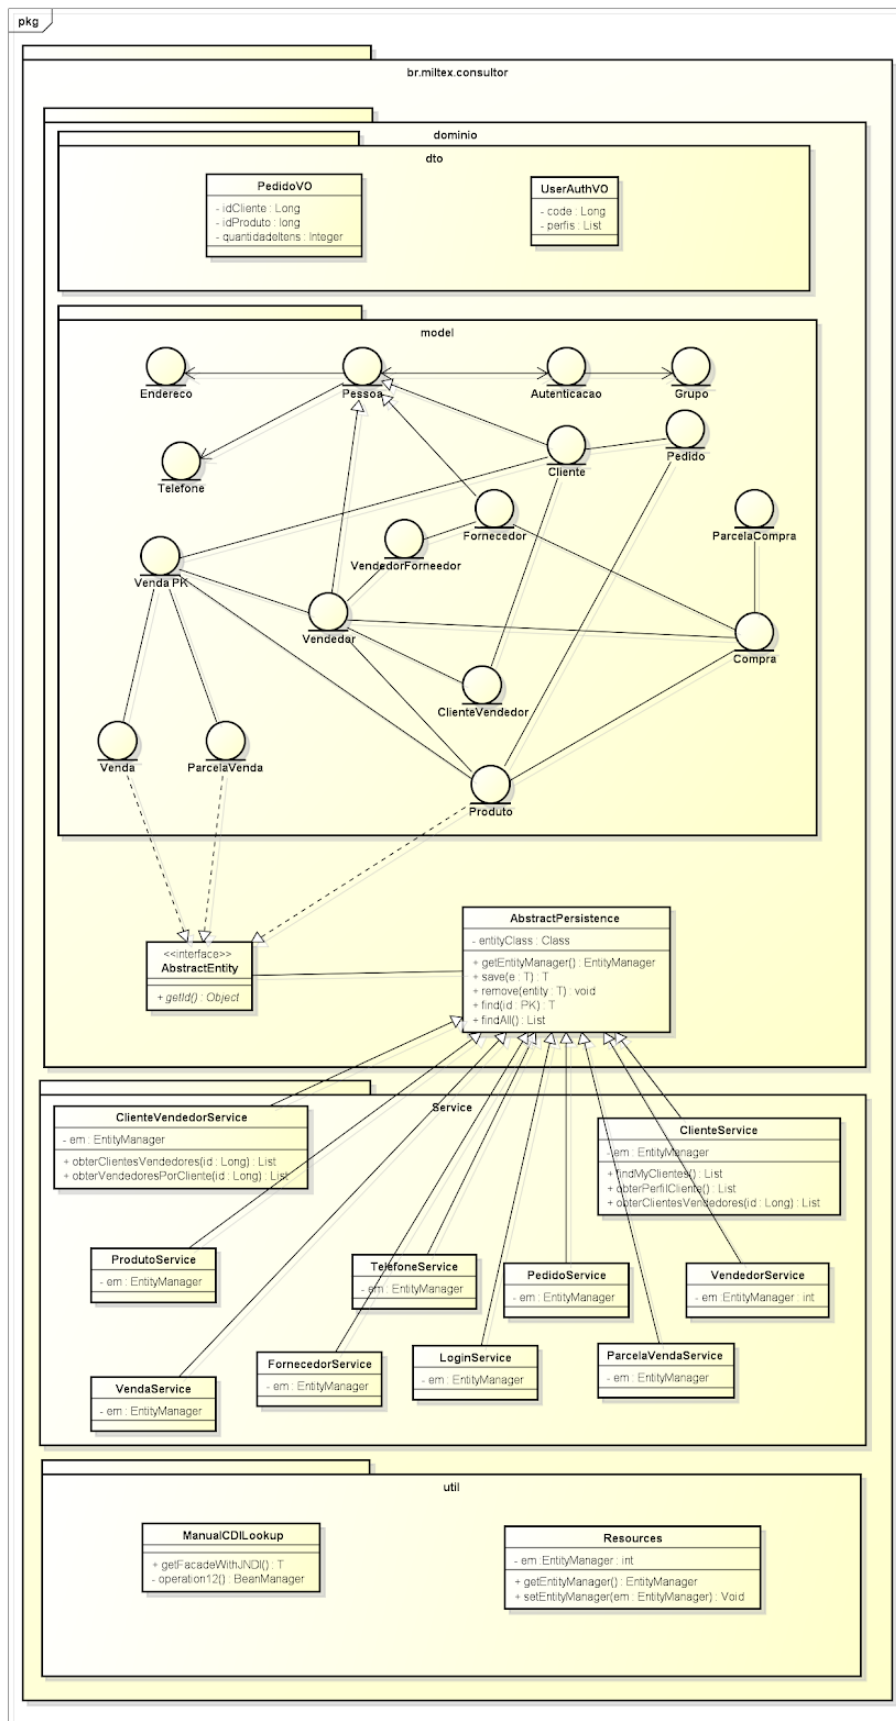 pkg
br.miltex.consultor
dominio
dto
PedidoVO
- idCliente : Long
- idProduto : long
- quantidadeItens : Integer
UserAuthVO
- code : Long
- perfis : List
model
Endereco
Pessoa
Autenticacao
Grupo
Telefone
Cliente
Pedido
Fornecedor
ParcelaCompra
VendedorForneedor
Venda PK
Vendedor
Compra
ClienteVendedor
Venda
ParcelaVenda
Produto
<<interface>>
AbstractEntity
+ getId() : Object
AbstractPersistence
- entityClass : Class
+ getEntityManager() : EntityManager
+ save(e : T) : T
+ remove(entity : T) : void
+ find(id : PK) : T
+ findAll() : List
Service
ClienteVendedorService
- em : EntityManager
+ obterClientesVendedores(id : Long) : List
+ obterVendedoresPorCliente(id : Long) : List
ClienteService
- em : EntityManager
+ findMyClientes() : List
+ obterPerfilCliente() : List
+ obterClientesVendedores(id : Long) : List
ProdutoService
- em : EntityManager
TelefoneService
- em : EntityManager
PedidoService
- em : EntityManager
VendedorService
- em :EntityManager : int
VendaService
- em : EntityManager
FornecedorService
- em : EntityManager
LoginService
- em : EntityManager
ParcelaVendaService
- em : EntityManager
util
ManualCDILookup
+ getFacadeWithJNDI() : T
- operation12() : BeanManager
Resources
- em :EntityManager : int
+ getEntityManager() : EntityManager
+ setEntityManager(em : EntityManager) : Void